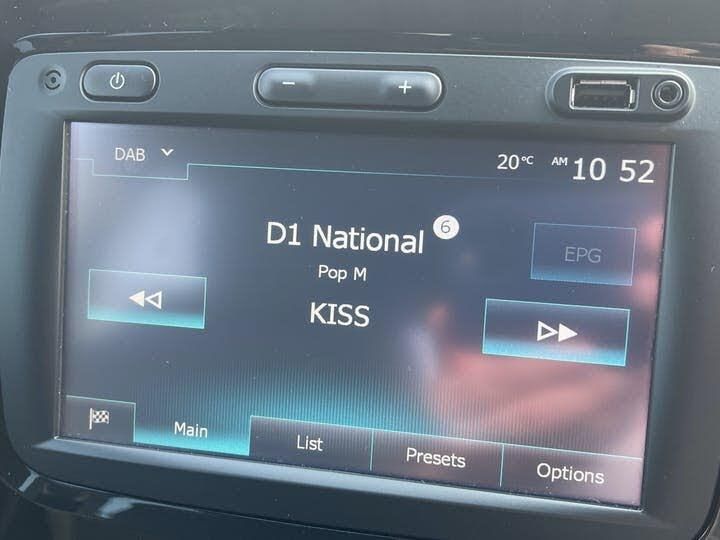 − +
DAB
20°C AM 10 52
D1 National 6
Pop M
EPG
KISS
Main
List
Presets
Options